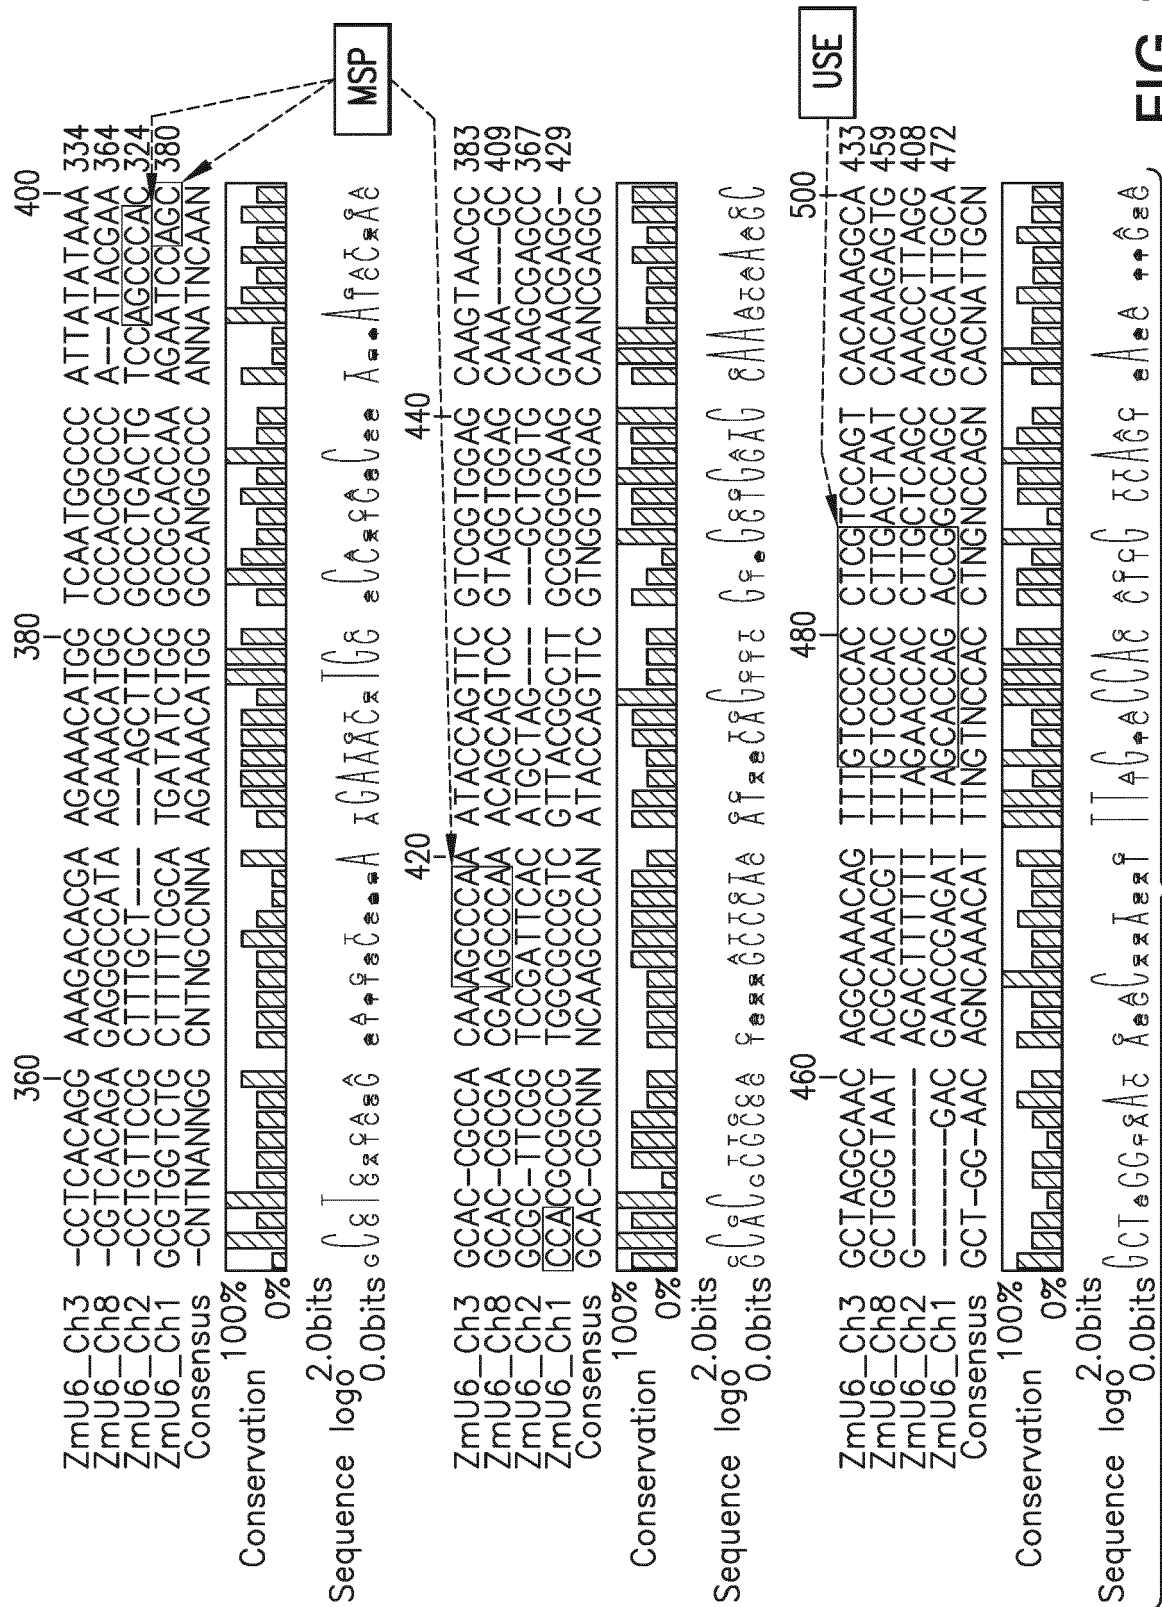 360 380 400
ZmU6_Ch3 -CCTCACAGG AAAGACACGA AGAAACATGG TCAATGGCCC ATTATATAAA 334
ZmU6_Ch8 -CGTCACAGA GAGGGCCATA AGAAACATGG CCCACGGCCC A--ATACGAA 364
ZmU6_Ch2 -CCTGTTCCG CTTTGCT--- ---AGCTTGC GCCCTGACTG TCCAGCCCAC 324
ZmU6_Ch1 GCGTGGTCTG CTTTTCGCA TGATATCTGG GCCGCACCAA AGAATCCAGC 380
Consensus -CNTNANNGG CNTNGCCNNA AGAAACATGG GCCANGGCCC ANNATNCAAN
100%
Conservation
0%
2.0bits
Sequence logo
0.0bits
MSP
420 440
ZmU6_Ch3 GCAC-CGCCA CAAAGCCCAA ATACCAGTTC GTCGGTGGAG CAAGTAACGC 383
ZmU6_Ch8 GCAC-CGCGA CGAAGCCCAA ACAGCAGTCC GTAGGTGGAG CAAA---GC 409
ZmU6_Ch2 GCGC-TTCGG TCCGATTCAC ATGCTAG--- ---GCTGGTG CAAGCGAGCC 367
ZmU6_Ch1 CCACGCGGCG TGGCGCCGTC GTTACGGCTT GCGGGGGAAG GAAACGAGG- 429
Consensus GCAC-CGCNN NCAAGCCCAN ATACCAGTTC GTNGGTGGAG CAANCGAGGC
100%
Conservation
0%
2.0bits
Sequence logo
0.0bits
USE
460 480 500
ZmU6_Ch3 GCTAGGCAAC AGGCAAACAG TTTTGTCCCAC CTCGTCCAGT CACAAAGGCA 433
ZmU6_Ch8 GCTGGGTAAT ACGCAAACGT TTTTGTCCCAC CTTGACTAAT CACAAGAGTG 459
ZmU6_Ch2 G--------- AGACTTTTTT TTAGAACCAC CTTGCTCAGC AAACCTTAGG 408
ZmU6_Ch1 -------GAC GAACCGAGAT TTAGCACCAG ACCGGCCAGC GAGCATTGCA 472
Consensus GCT-GG-AAC AGNCAAACAT TTNGTNCCAC CTNGNCCAGN CACNATTGCN
100%
Conservation
0%
2.0bits
Sequence logo
0.0bits